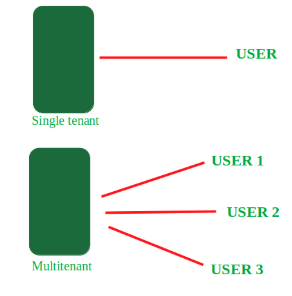 USER
Single tenant
USER 1
USER 2
Multitenant
USER 3